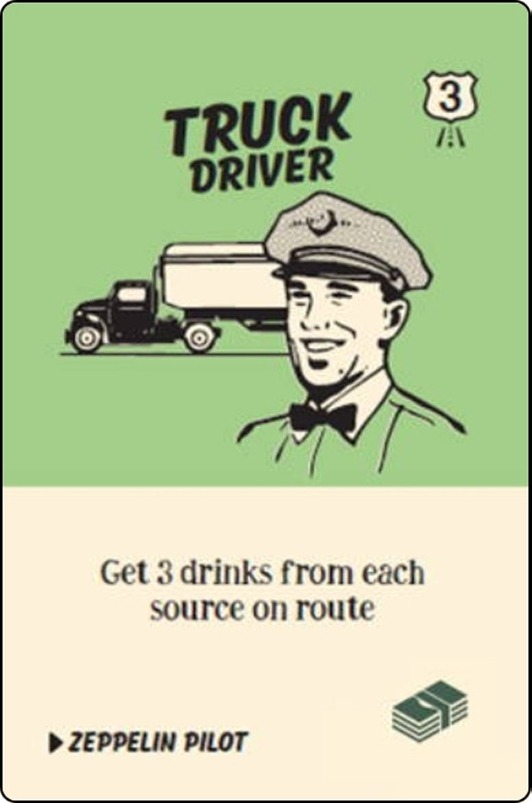 3
TRUCK
DRIVER
Get 3 drinks from each
source on route
ZEPPELIN PILOT